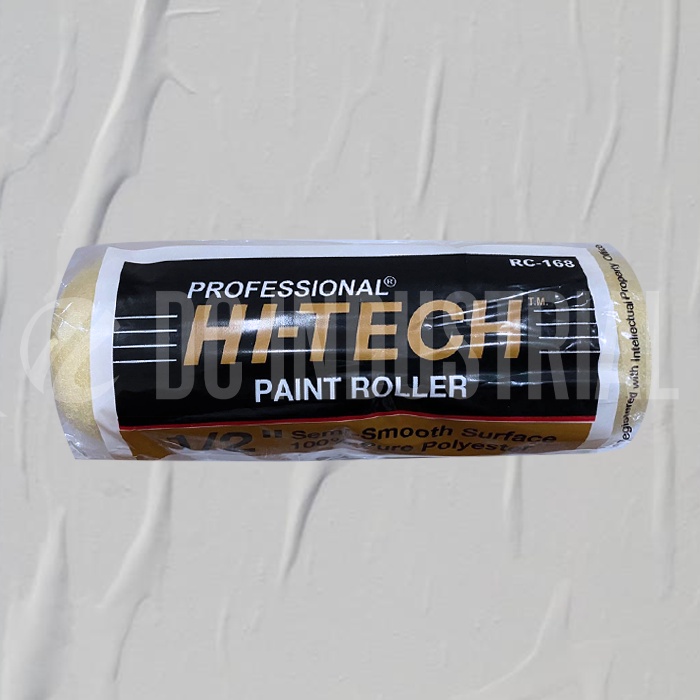 RC-168
PROFESSIONAL®
HI-TECH T.M.
PAINT ROLLER
1/2" Semi Smooth Surface
100% Pure Polyester
Registered with Intellectual Property Office
DC INDUSTRIAL